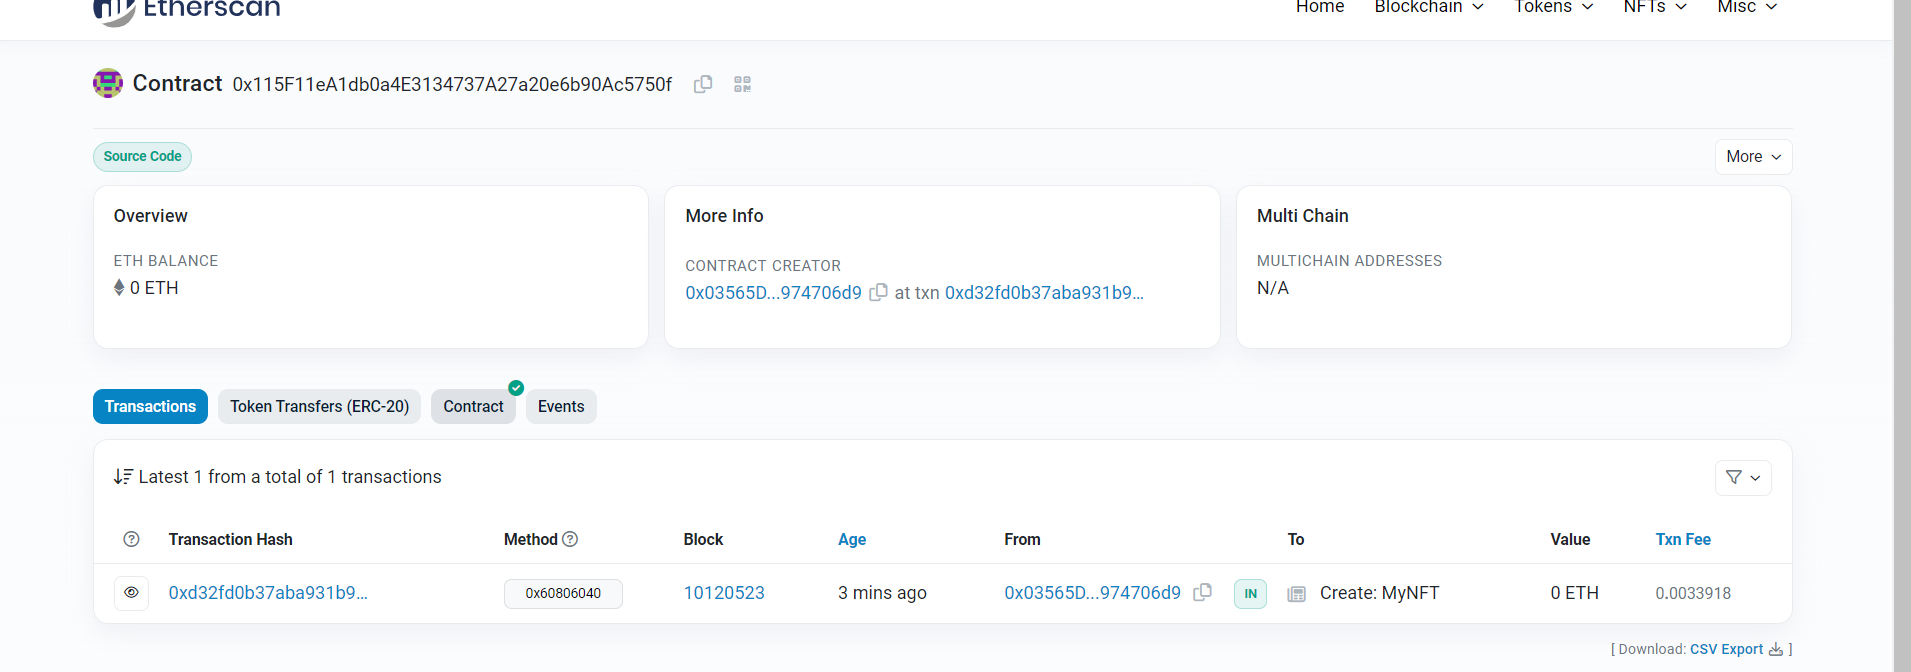 Etherscan
Home Blockchain Tokens NFTs Misc
Contract 0x115F11eA1db0a4E3134737A27a20e6b90Ac5750f
Source Code
More
Overview
ETH BALANCE
0 ETH
More Info
CONTRACT CREATOR
0x03565D...974706d9 at txn 0xd32fd0b37aba931b9...
Multi Chain
MULTICHAIN ADDRESSES
N/A
Transactions Token Transfers (ERC-20) Contract Events
Latest 1 from a total of 1 transactions
Transaction Hash Method Block Age From To Value Txn Fee
0xd32fd0b37aba931b9... 0x60806040 10120523 3 mins ago 0x03565D...974706d9 IN Create: MyNFT 0 ETH 0.0033918
[ Download: CSV Export ]